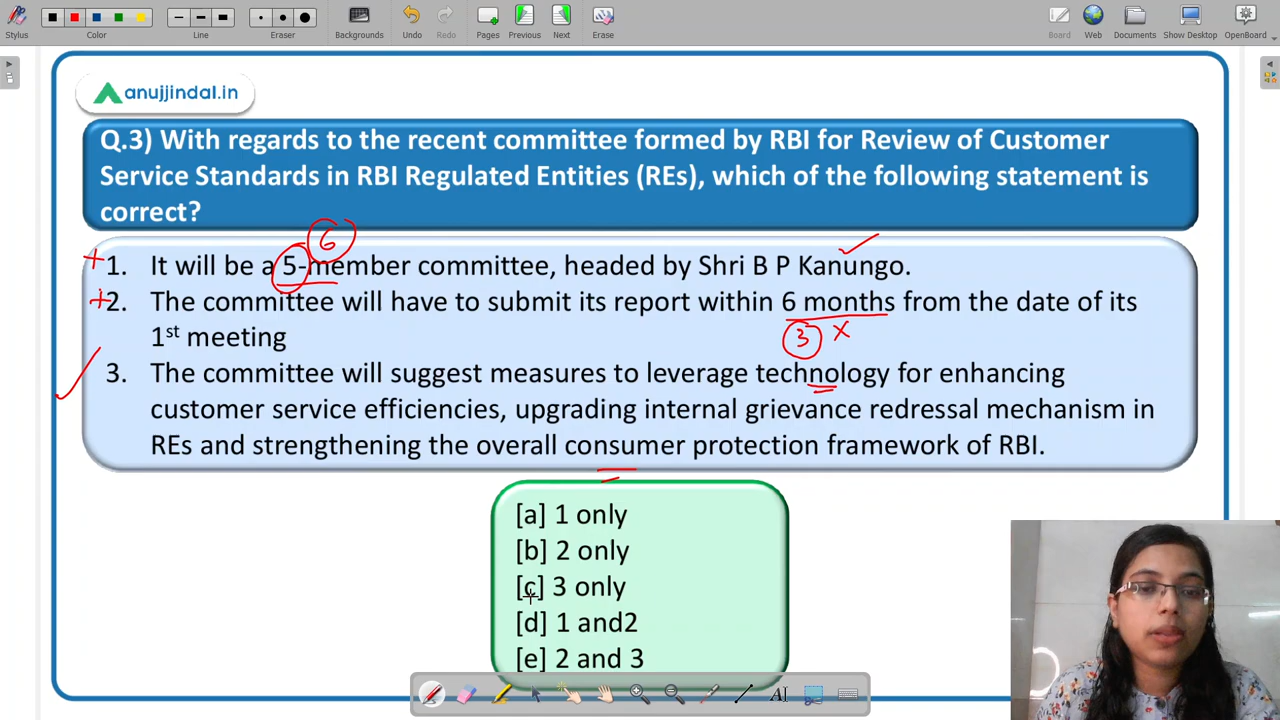 Stylus Color Line Eraser Backgrounds Undo Redo Pages Previous Next Erase Board Web Documents Show Desktop OpenBoard
anujjindal.in
Q.3) With regards to the recent committee formed by RBI for Review of Customer
Service Standards in RBI Regulated Entities (REs), which of the following statement is
correct?
6
1. It will be a 5-member committee, headed by Shri B P Kanungo.
2. The committee will have to submit its report within 6 months from the date of its
1st meeting
3 x
3. The committee will suggest measures to leverage technology for enhancing
customer service efficiencies, upgrading internal grievance redressal mechanism in
REs and strengthening the overall consumer protection framework of RBI.
[a] 1 only
[b] 2 only
[c] 3 only
[d] 1 and2
[e] 2 and 3
AI